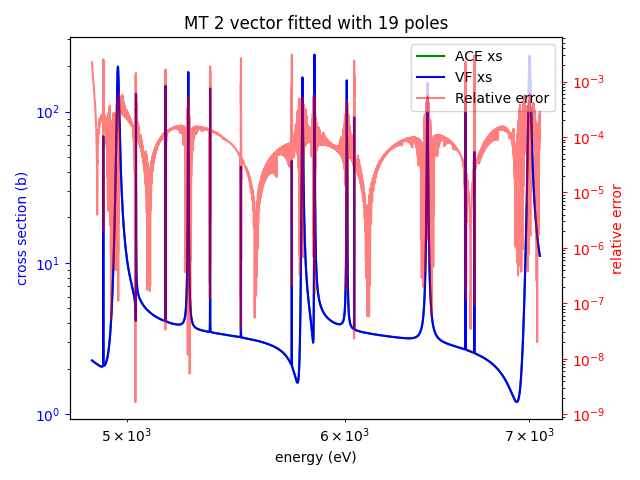 MT 2 vector fitted with 19 poles
ACE xs
VF xs
Relative error
cross section (b)
10²
10¹
10⁰
relative error
10⁻³
10⁻⁴
10⁻⁵
10⁻⁶
10⁻⁷
10⁻⁸
10⁻⁹
5 × 10³
6 × 10³
7 × 10³
energy (eV)